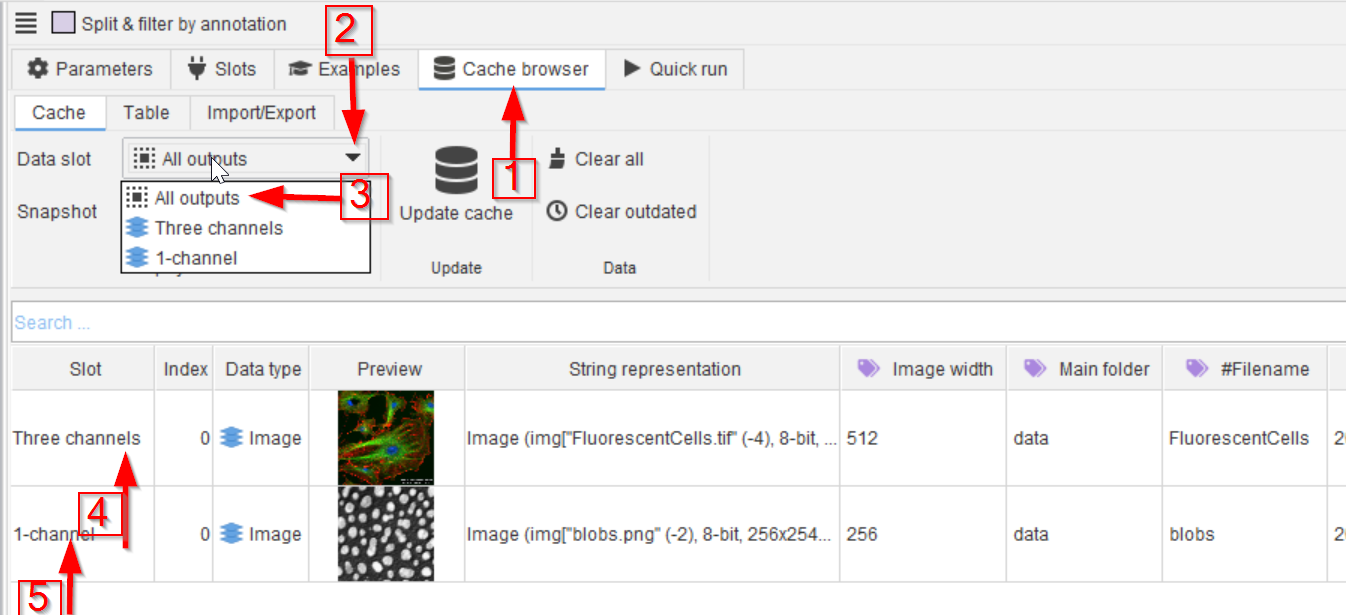 Split & filter by annotation
2
Parameters Slots Examples Cache browser Quick run
Cache Table Import/Export
Data slot All outputs Clear all
1
All outputs 3
Snapshot Update cache Clear outdated
Three channels
1-channel
Update Data
Search ...
Slot Index Data type Preview String representation Image width Main folder #Filename
Three channels 0 Image Image (img["FluorescentCells.tif" (-4), 8-bit, ... 512 data FluorescentCells 2
4
1-channel 0 Image Image (img["blobs.png" (-2), 8-bit, 256x254... 256 data blobs 2
5